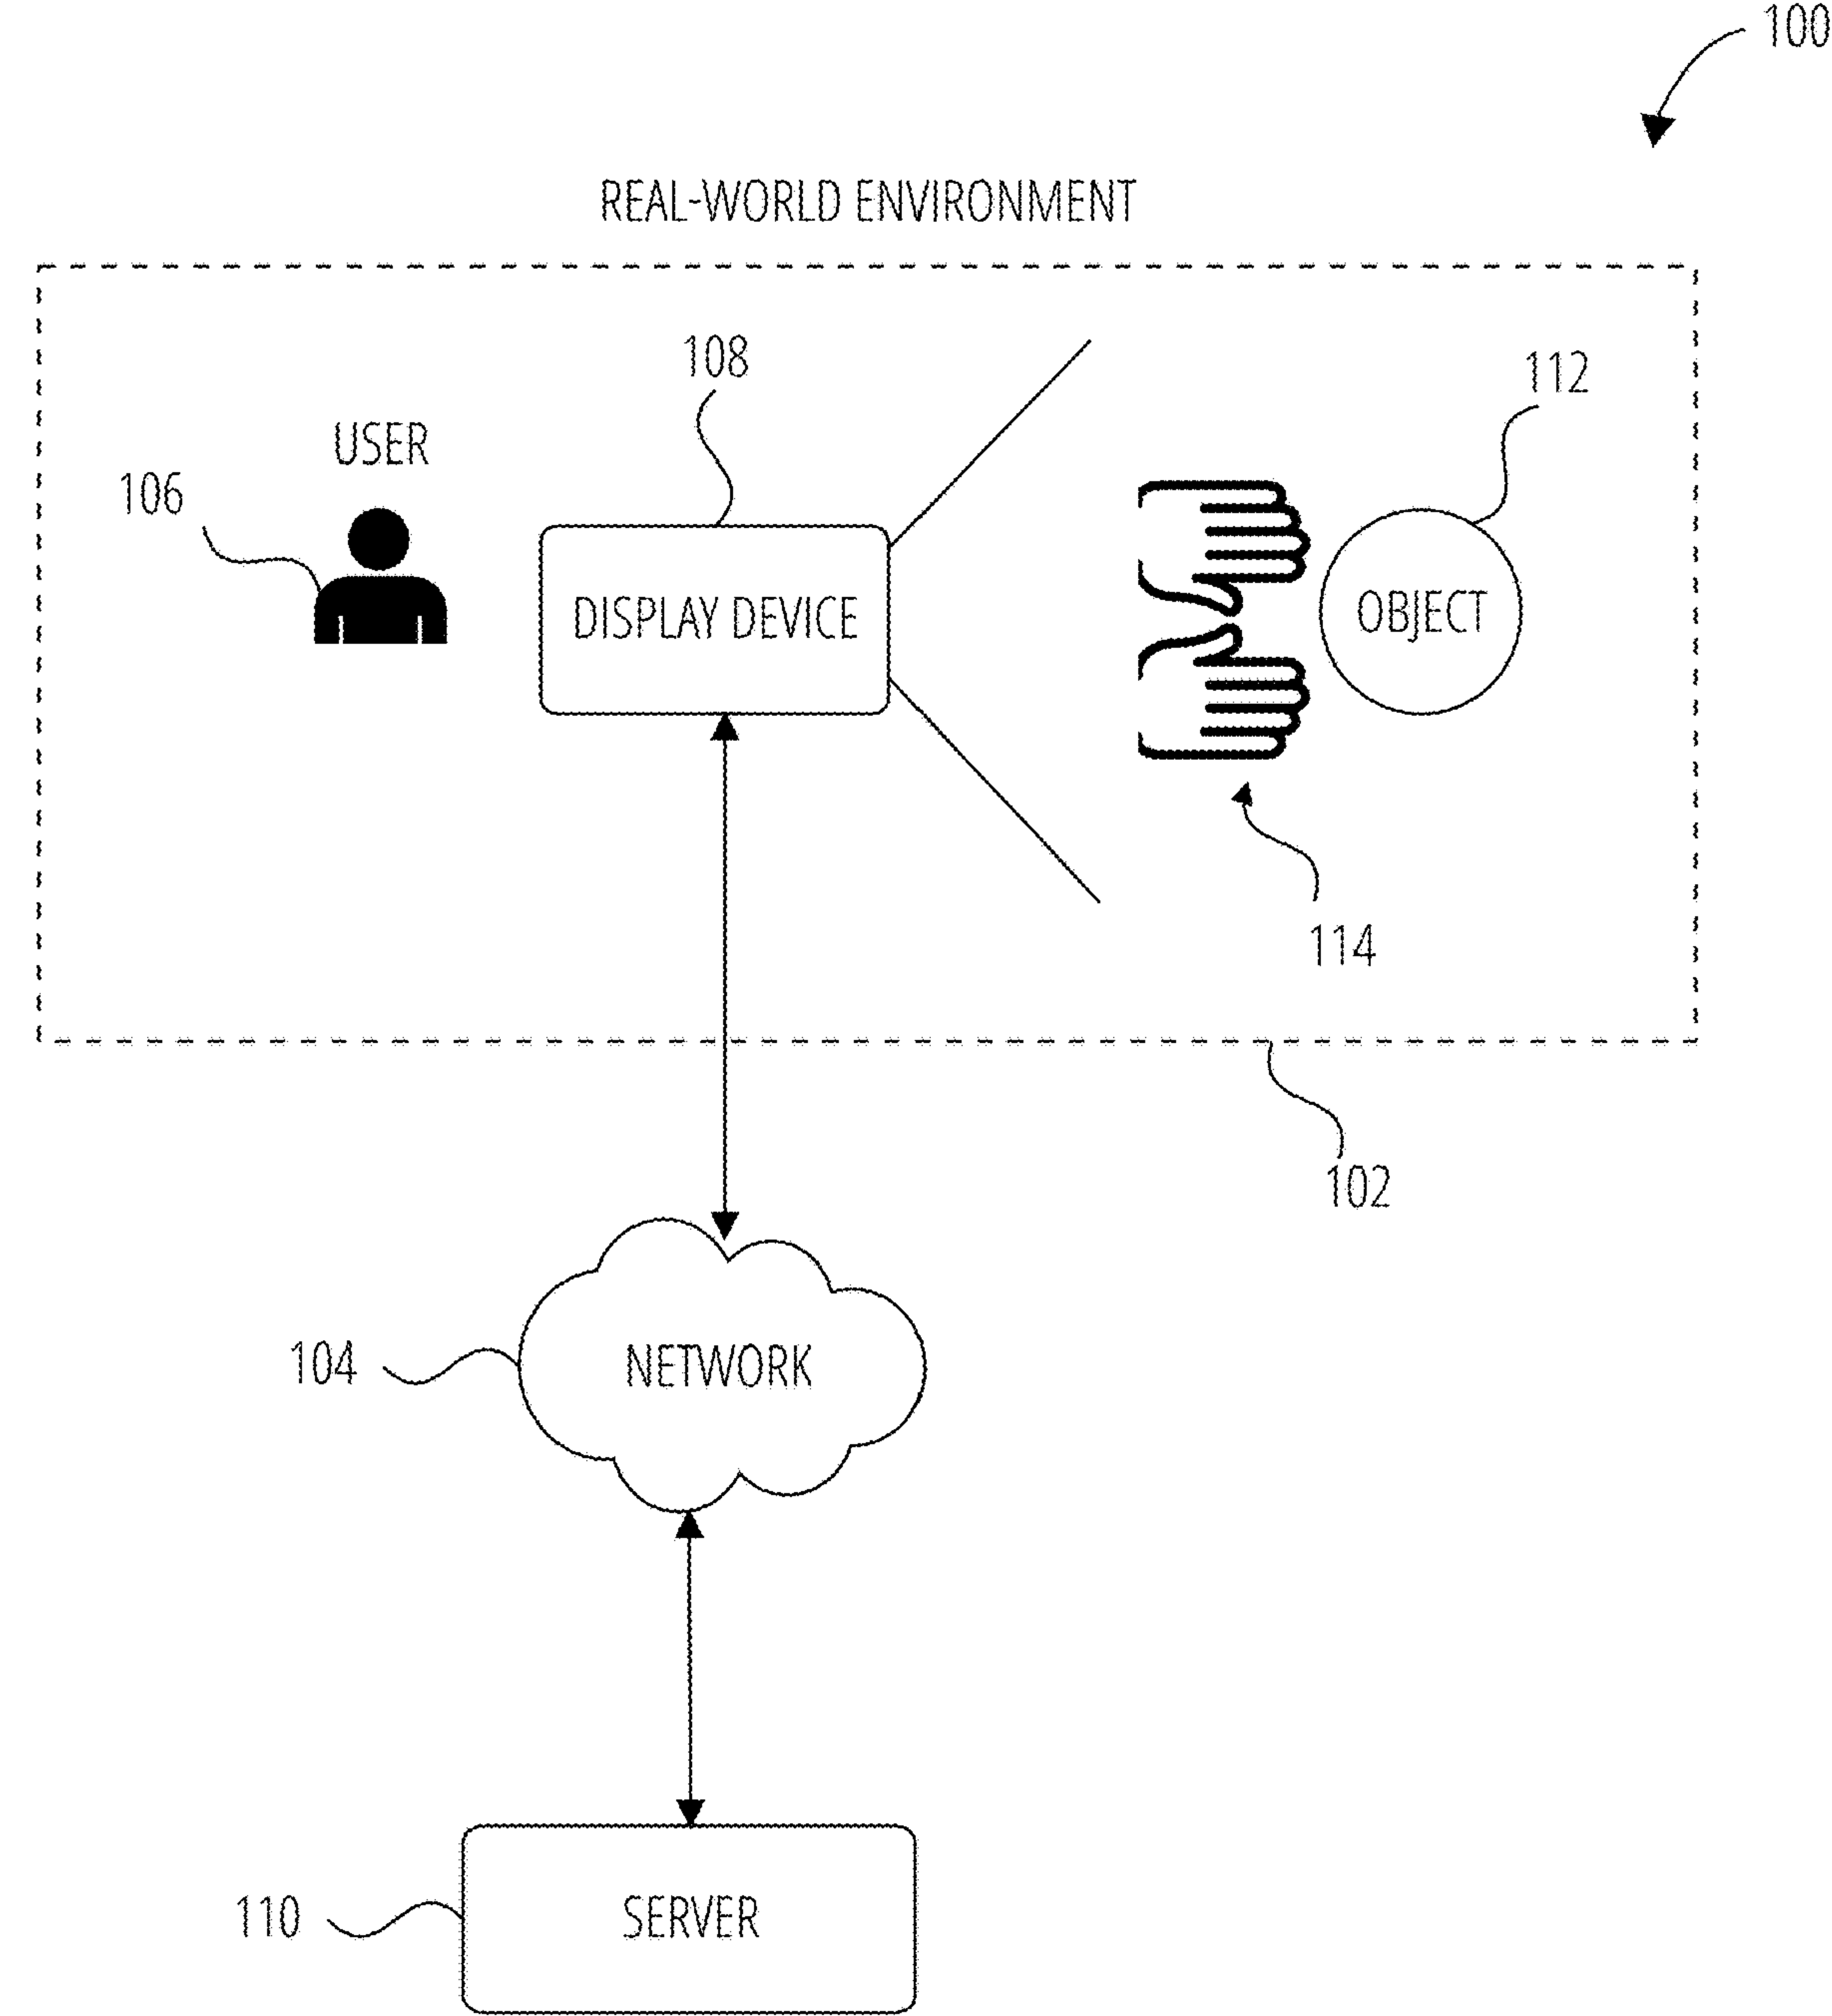 100
REAL-WORLD ENVIRONMENT
108
112
USER
106
DISPLAY DEVICE
OBJECT
114
102
104
NETWORK
110
SERVER